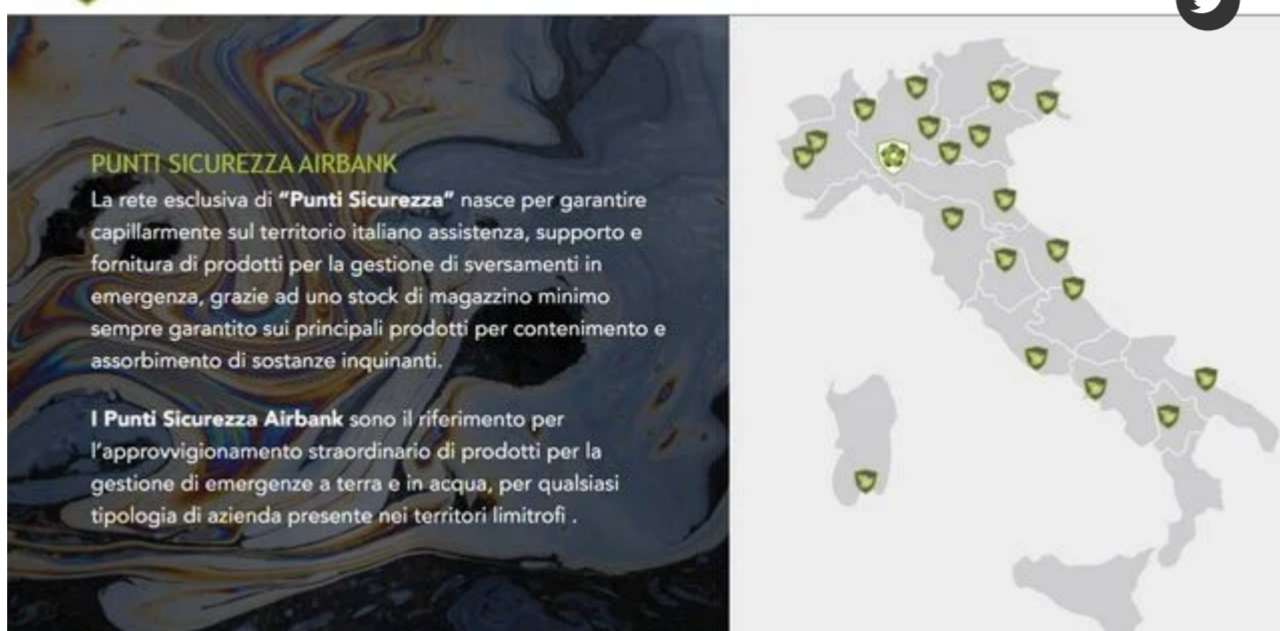 PUNTI SICUREZZA AIRBANK
La rete esclusiva di “Punti Sicurezza” nasce per garantire
capillarmente sul territorio italiano assistenza, supporto e
fornitura di prodotti per la gestione di sversamenti in
emergenza, grazie ad uno stock di magazzino minimo
sempre garantito sui principali prodotti per contenimento e
assorbimento di sostanze inquinanti.
I Punti Sicurezza Airbank sono il riferimento per
l'approvvigionamento straordinario di prodotti per la
gestione di emergenze a terra e in acqua, per qualsiasi
tipologia di azienda presente nei territori limitrofi .